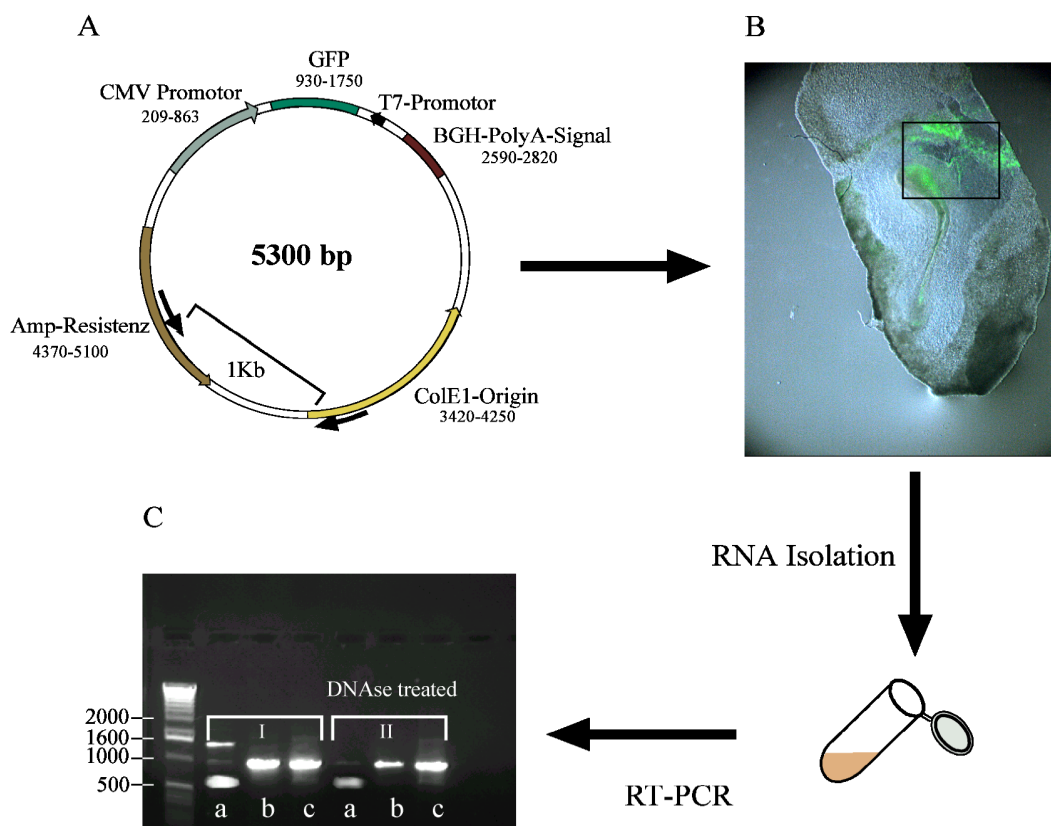 A
GFP
930-1750
CMV Promotor
209-863
T7-Promotor
BGH-PolyA-Signal
2590-2820
5300 bp
Amp-Resistenz
4370-5100
1Kb
ColE1-Origin
3420-4250
B
RNA Isolation
RT-PCR
C
DNAse treated
I
II
2000
1600
1000
500
a
b
c
a
b
c